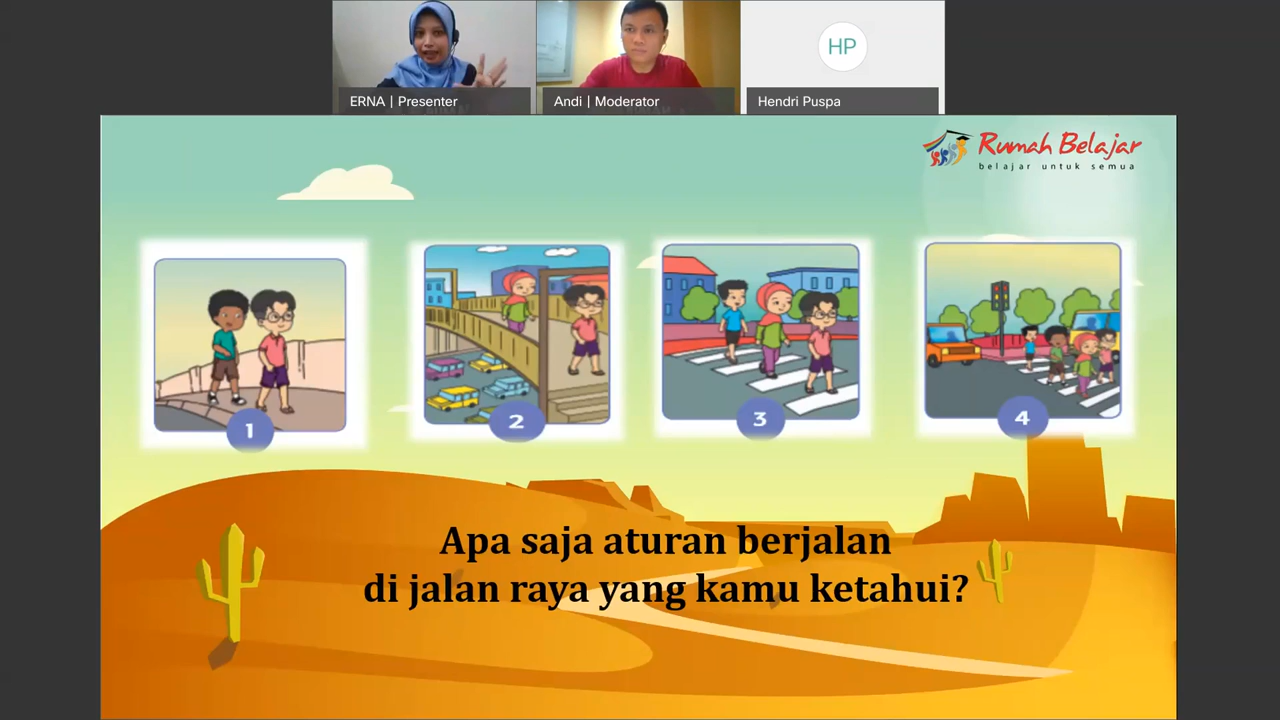 HP
ERNA | Presenter
Andi | Moderator
Hendri Puspa
Rumah Belajar
belajar untuk semua
1
2
3
4
Apa saja aturan berjalan
di jalan raya yang kamu ketahui?